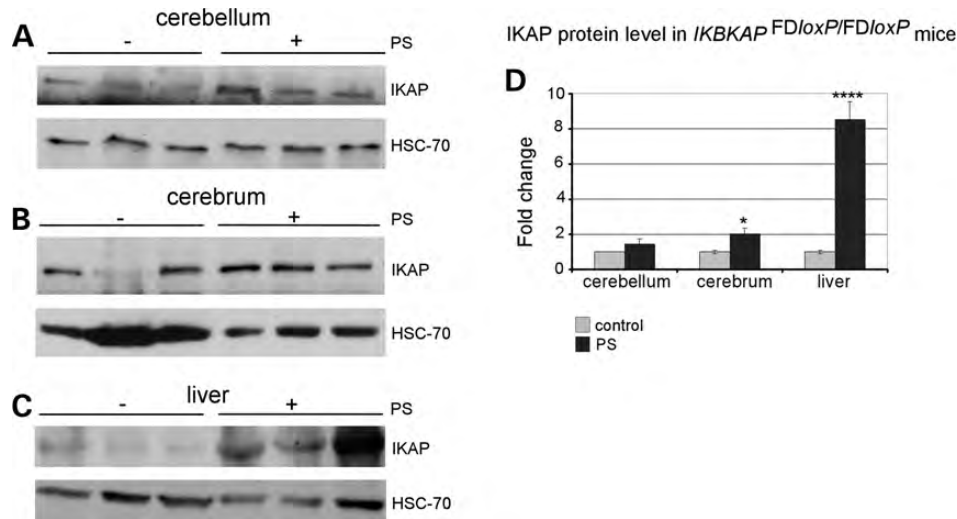 A
cerebellum
- + PS
IKAP
HSC-70
B
cerebrum
- + PS
IKAP
HSC-70
C
liver
- + PS
IKAP
HSC-70
IKAP protein level in IKBKAP FDloxP/FDloxP mice
D
10
8
6
4
2
0
Fold change
*
****
cerebellum cerebrum liver
control
PS